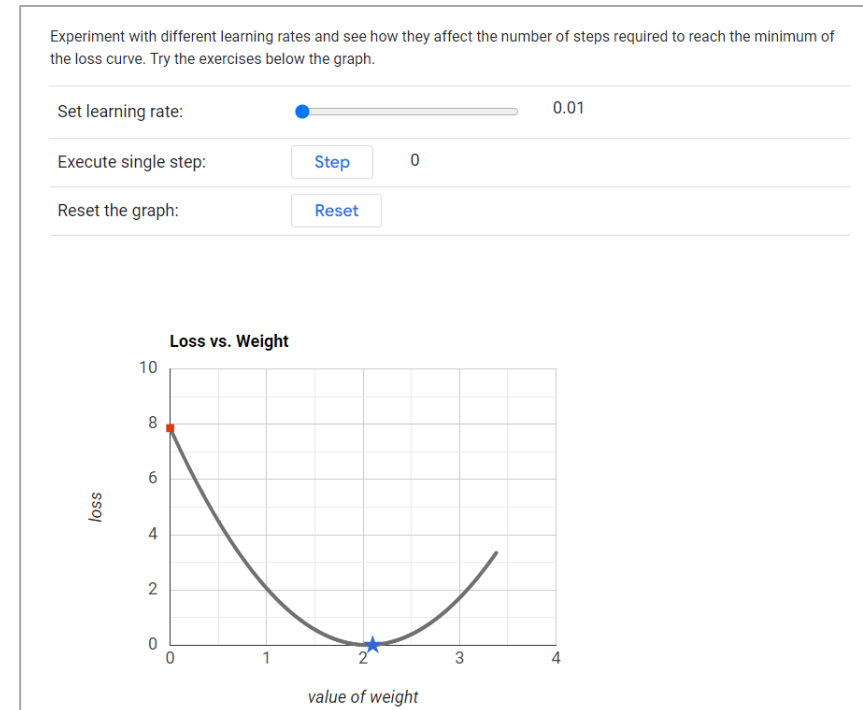 Experiment with different learning rates and see how they affect the number of steps required to reach the minimum of
the loss curve. Try the exercises below the graph.
Set learning rate: 0.01
Execute single step: Step 0
Reset the graph: Reset
Loss vs. Weight
10
8
6
4
2
0
loss
0 1 2 3 4
value of weight